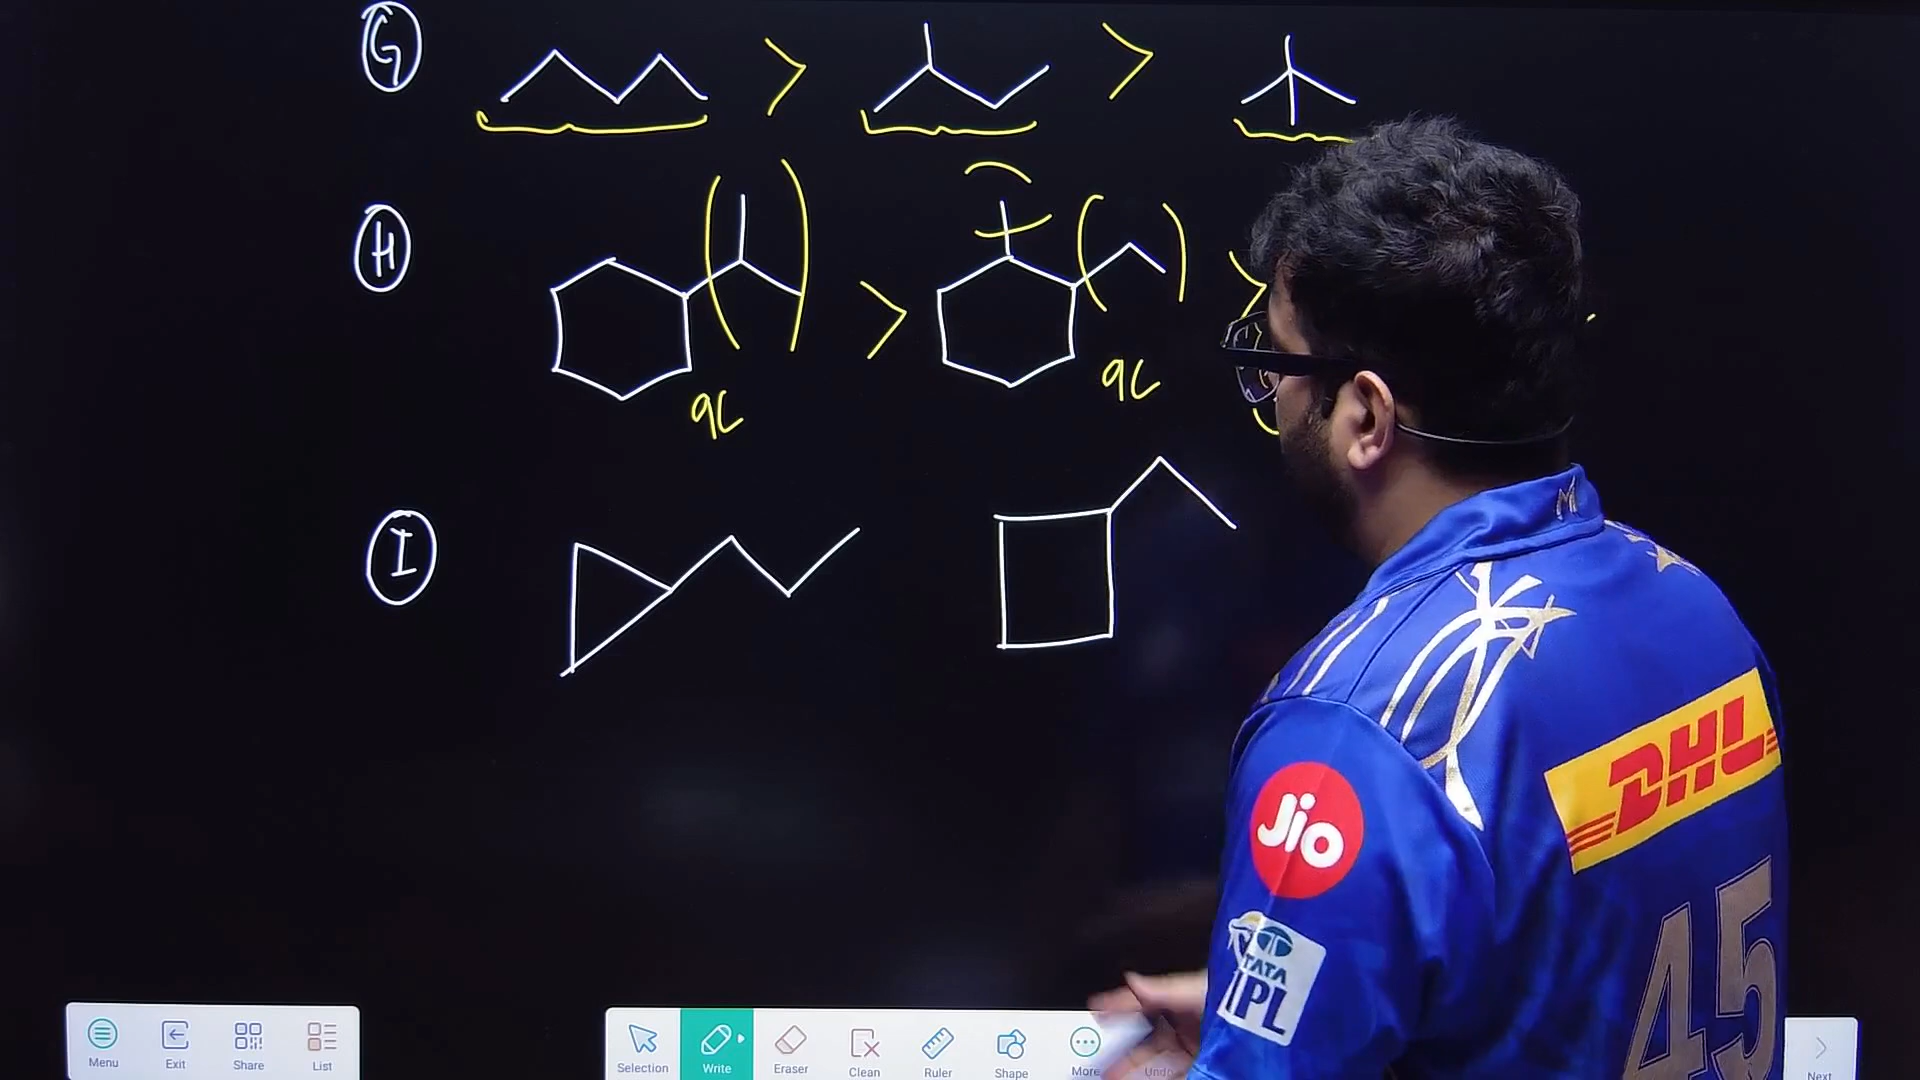 G > >
H > >
9C 9C
I
M
DHL
Jio
TATA
IPL
45
Menu Exit Share List Selection Write Eraser Clean Ruler Shape More Undo Next